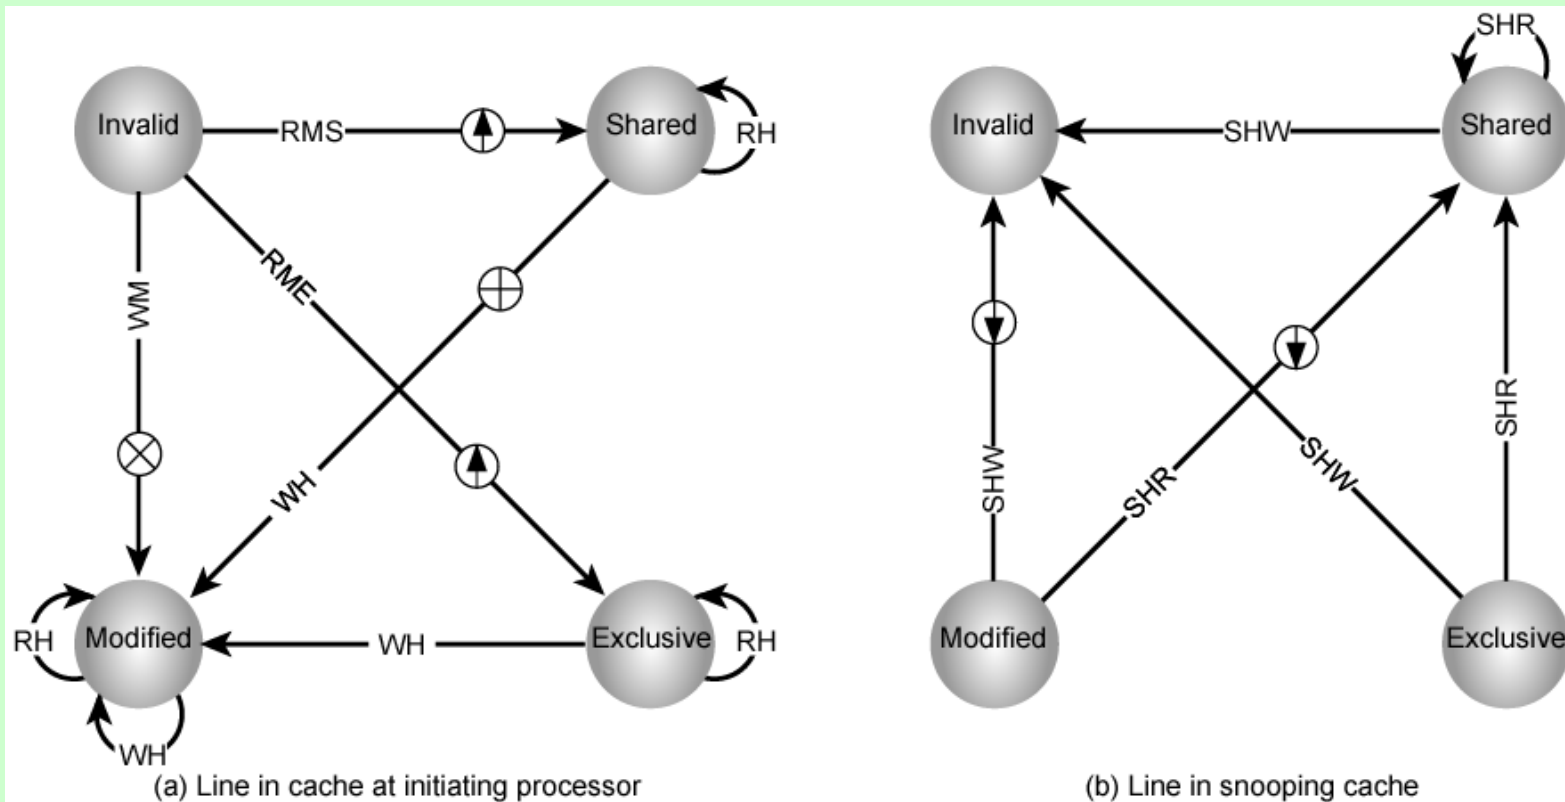 Invalid
RMS
Shared
RH
WM
RME
WH
Modified
RH
WH
WH
Exclusive
RH
(a) Line in cache at initiating processor
SHR
Invalid
SHW
Shared
SHW
SHR
SHW
SHR
Modified
Exclusive
(b) Line in snooping cache